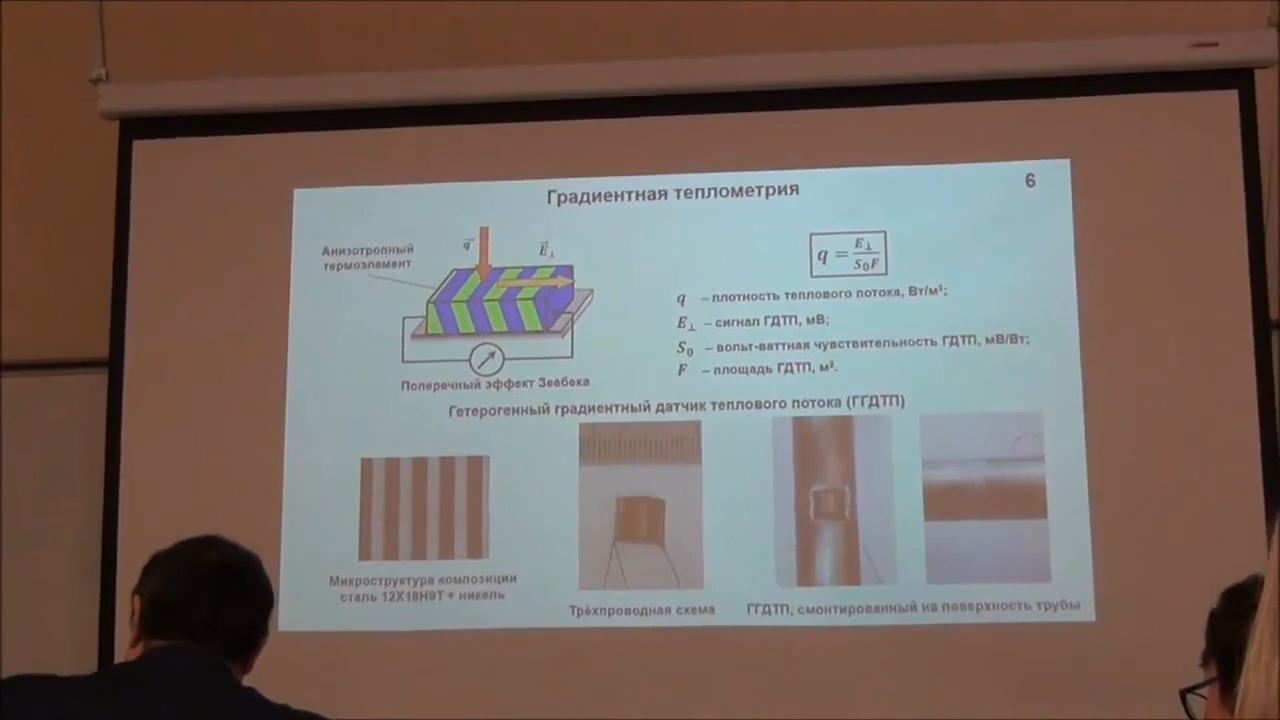 Градиентная теплометрия
6
Анизотропный
термоэлемент
q
E⊥
Поперечный эффект Зеебека
q = E⊥ / S₀F
q – плотность теплового потока, Вт/м²;
E⊥ – сигнал ГДТП, мВ;
S₀ – вольт-ваттная чувствительность ГДТП, мВ/Вт;
F – площадь ГДТП, м².
Гетерогенный градиентный датчик теплового потока (ГГДТП)
Микроструктура композиции
сталь 12Х18Н9Т + никель
Трёхпроводная схема
ГГДТП, смонтированный на поверхность трубы